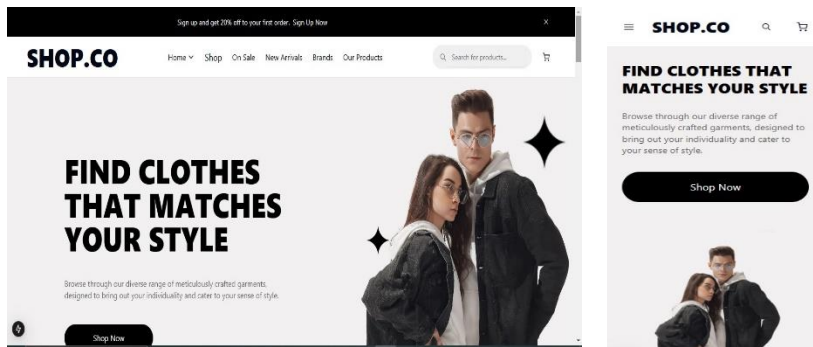 Sign up and get 20% off to your first order. Sign Up Now X
SHOP.CO Home Shop On Sale New Arrivals Brands Our Products Search for products...
FIND CLOTHES
THAT MATCHES
YOUR STYLE
Browse through our diverse range of meticulously crafted garments,
designed to bring out your individuality and cater to your sense of style.
Shop Now
SHOP.CO
FIND CLOTHES THAT
MATCHES YOUR STYLE
Browse through our diverse range of
meticulously crafted garments, designed to
bring out your individuality and cater to
your sense of style.
Shop Now